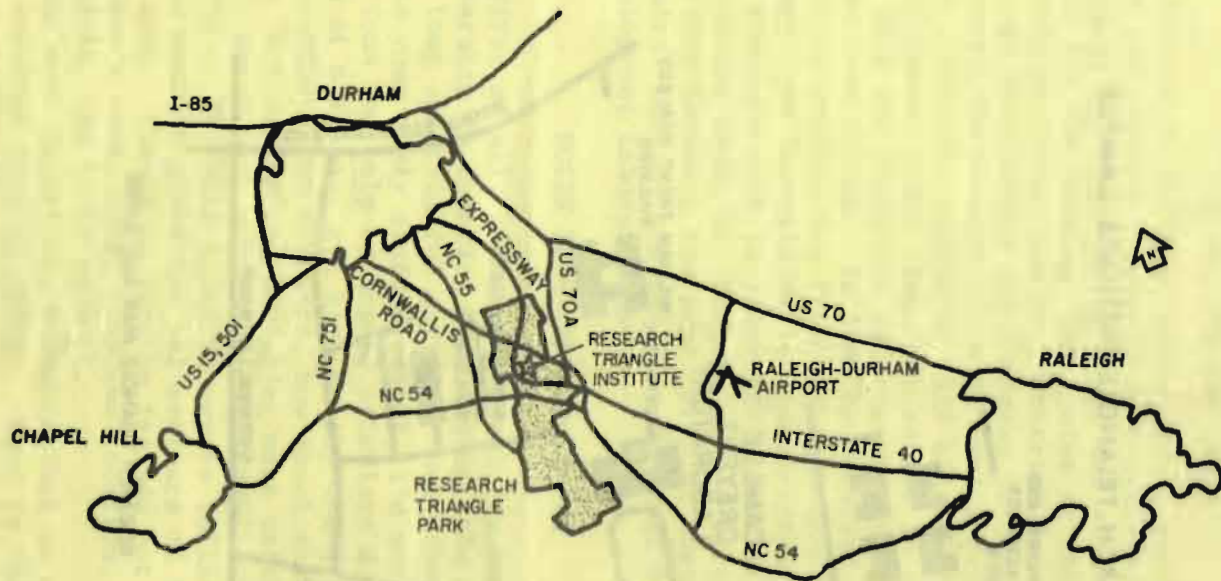 DURHAM
I-85
EXPRESSWAY
NC 55
US 70A
CORNWALLIS
ROAD
N
US 70
US 15, 501
NC 751
RESEARCH
TRIANGLE
INSTITUTE
RALEIGH-DURHAM
AIRPORT
RALEIGH
NC 54
CHAPEL HILL
INTERSTATE 40
RESEARCH
TRIANGLE
PARK
NC 54